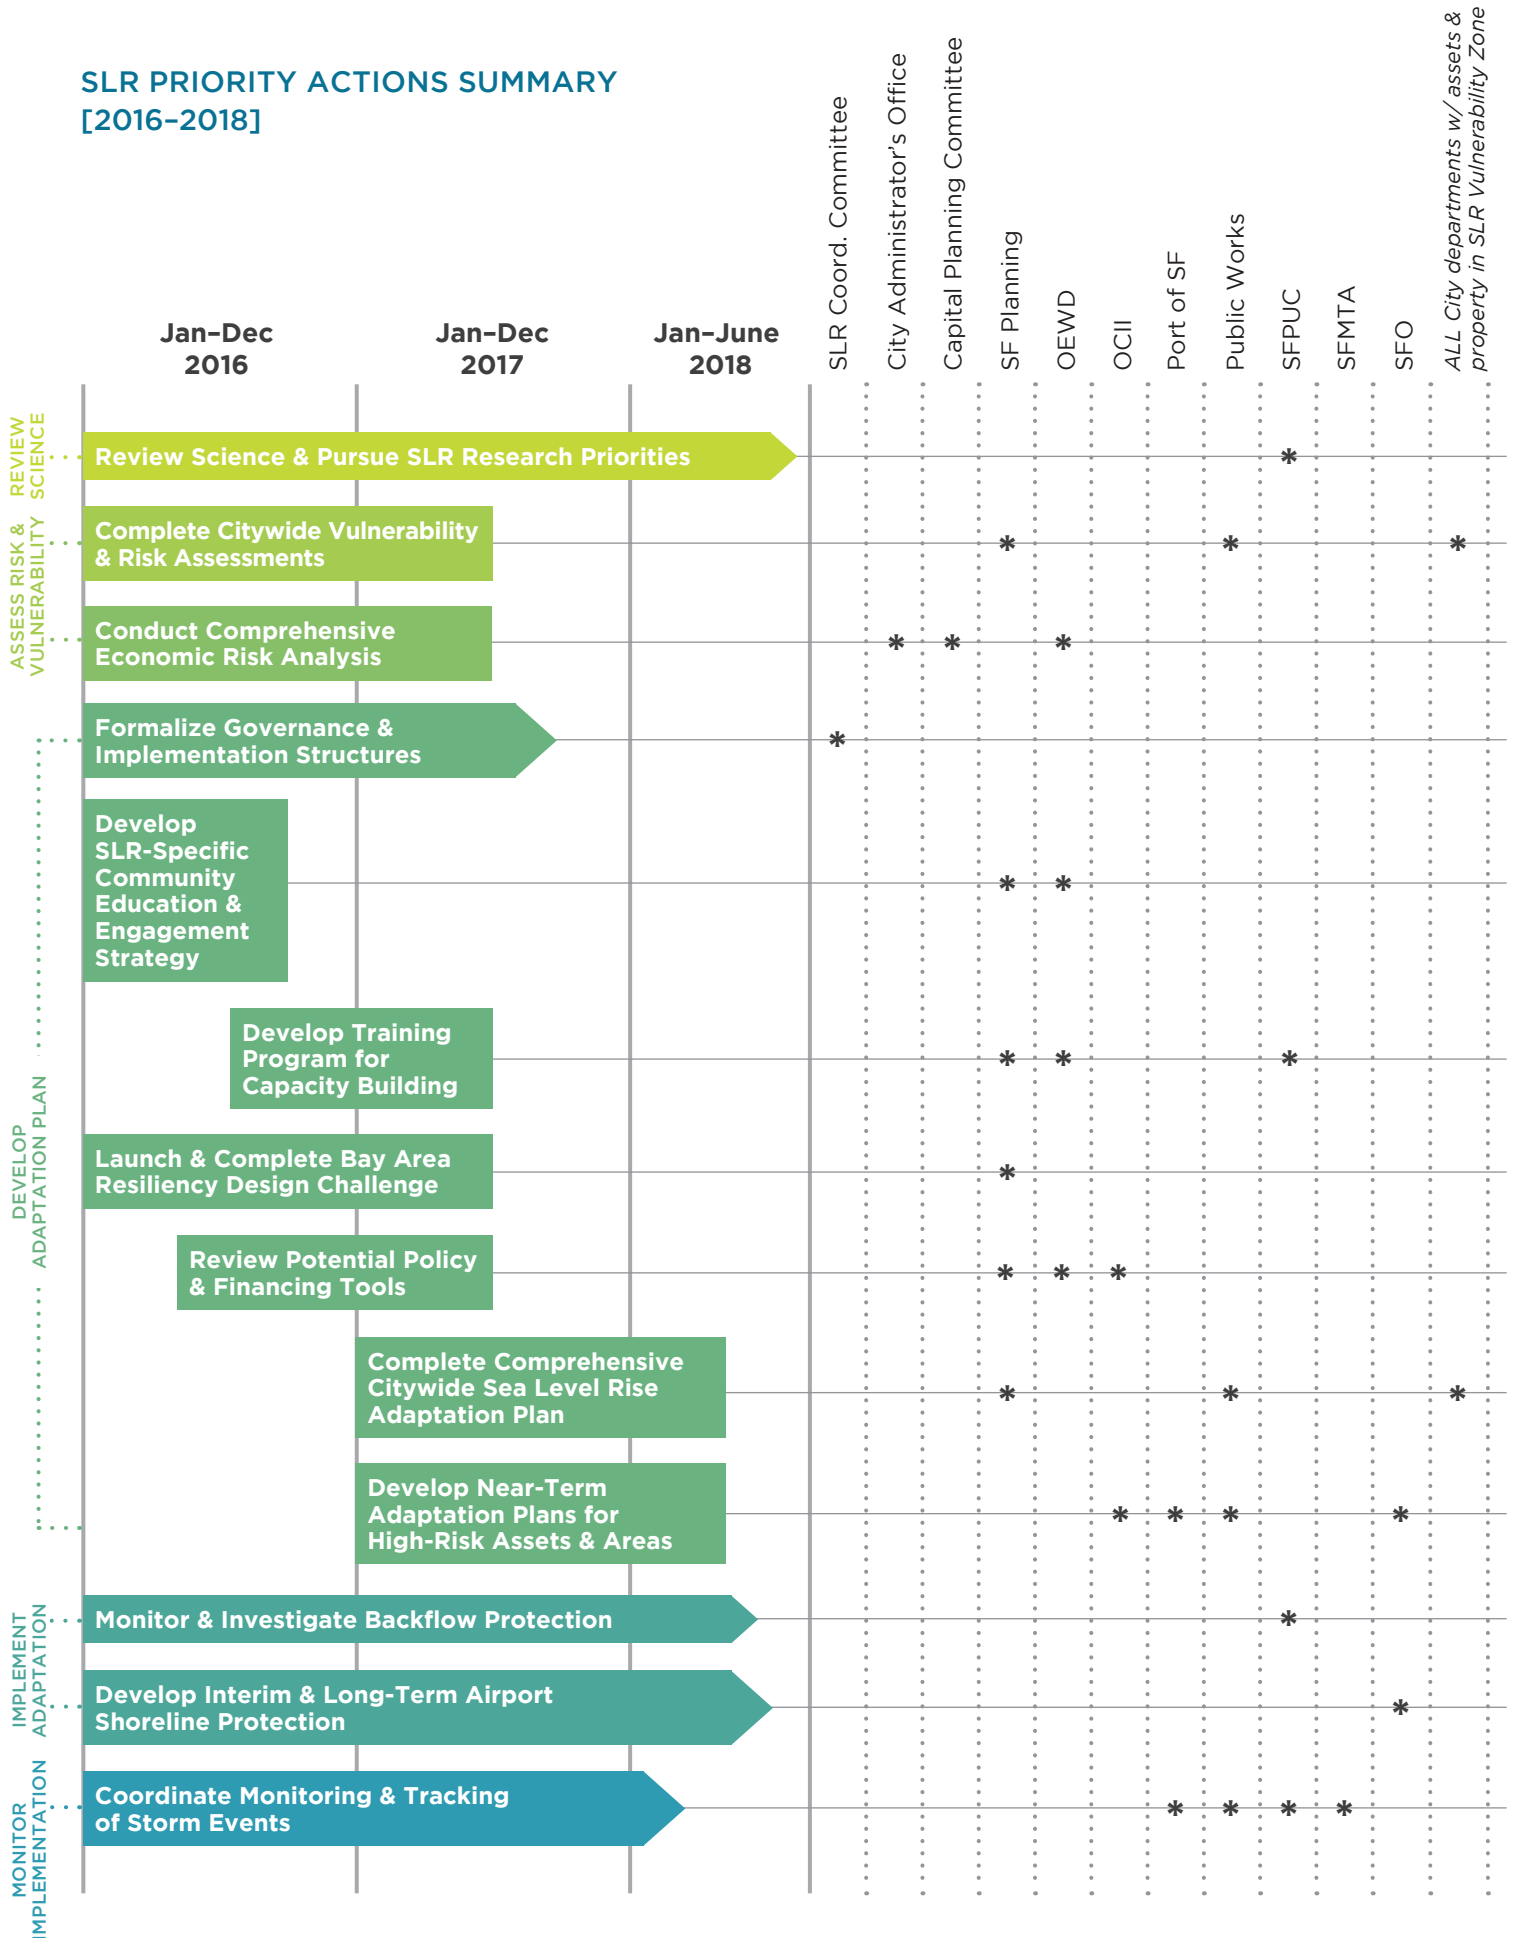 SLR PRIORITY ACTIONS SUMMARY
[2016–2018]
Jan–Dec
2016
Jan–Dec
2017
Jan–June
2018
SLR Coord. Committee
City Administrator's Office
Capital Planning Committee
SF Planning
OEWD
OCII
Port of SF
Public Works
SFPUC
SFMTA
SFO
ALL City departments w/ assets &
property in SLR Vulnerability Zone
REVIEW
SCIENCE
Review Science & Pursue SLR Research Priorities
*
ASSESS RISK &
VULNERABILITY
Complete Citywide Vulnerability
& Risk Assessments
* * *
Conduct Comprehensive
Economic Risk Analysis
* * *
DEVELOP
ADAPTATION PLAN
Formalize Governance &
Implementation Structures
*
Develop
SLR-Specific
Community
Education &
Engagement
Strategy
* *
Develop Training
Program for
Capacity Building
* * *
Launch & Complete Bay Area
Resiliency Design Challenge
*
Review Potential Policy
& Financing Tools
* * *
Complete Comprehensive
Citywide Sea Level Rise
Adaptation Plan
* * *
Develop Near-Term
Adaptation Plans for
High-Risk Assets & Areas
* * * *
IMPLEMENT
ADAPTATION
Monitor & Investigate Backflow Protection
*
Develop Interim & Long-Term Airport
Shoreline Protection
*
MONITOR
IMPLEMENTATION
Coordinate Monitoring & Tracking
of Storm Events
* * * *